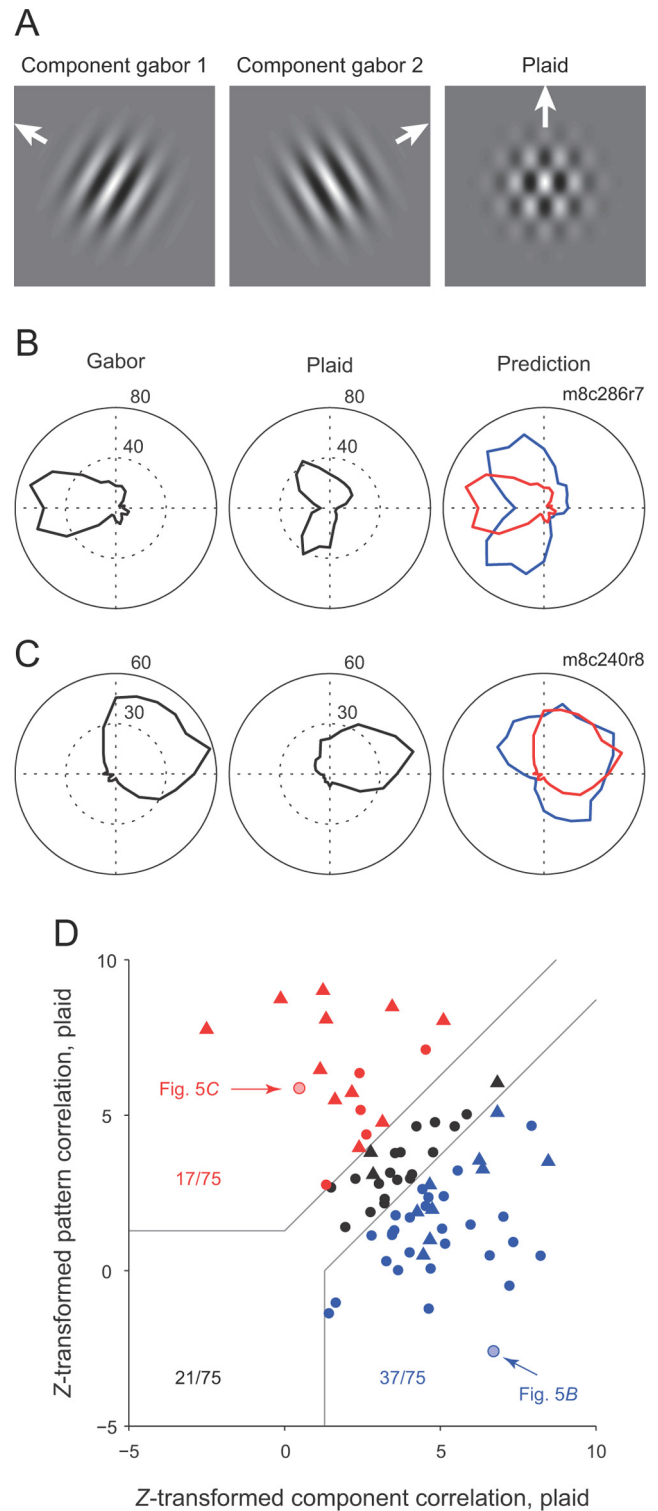 A
Component gabor 1 Component gabor 2 Plaid
B
Gabor Plaid Prediction
80 80 m8c286r7
40 40
C
60 60 m8c240r8
30 30
D
10
5
0
−5
−5 0 5 10
Z-transformed pattern correlation, plaid
Fig. 5C
17/75
21/75 37/75
Fig. 5B
Z-transformed component correlation, plaid